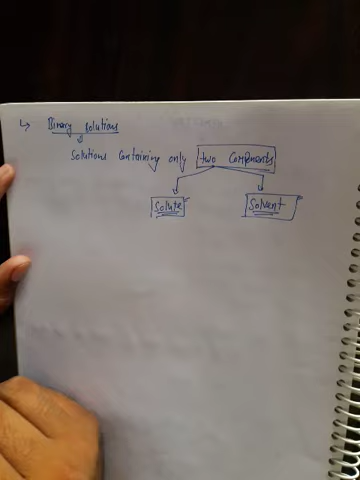 ↳ Binary solutions
Solutions containing only two components
Solute
Solvent